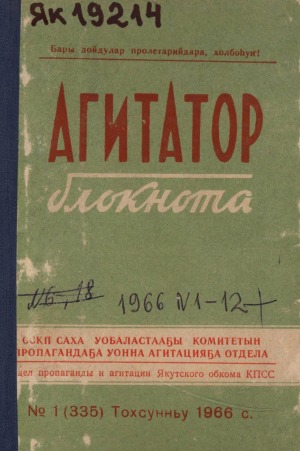 Як 19214
Бары дойдулар пролетарийдара, холбоһуҥ!
АГИТАТОР
блокнота
№6, 18
1966 №1-12+
ССКП САХА УОБАЛАСТААҔЫ КОМИТЕТЫН
ПРОПАГАНДАҔА УОННА АГИТАЦИЯҔА ОТДЕЛА
дел пропаганды и агитации Якутского обкома КПСС
№ 1 (335) Тохсунньу 1966 с.